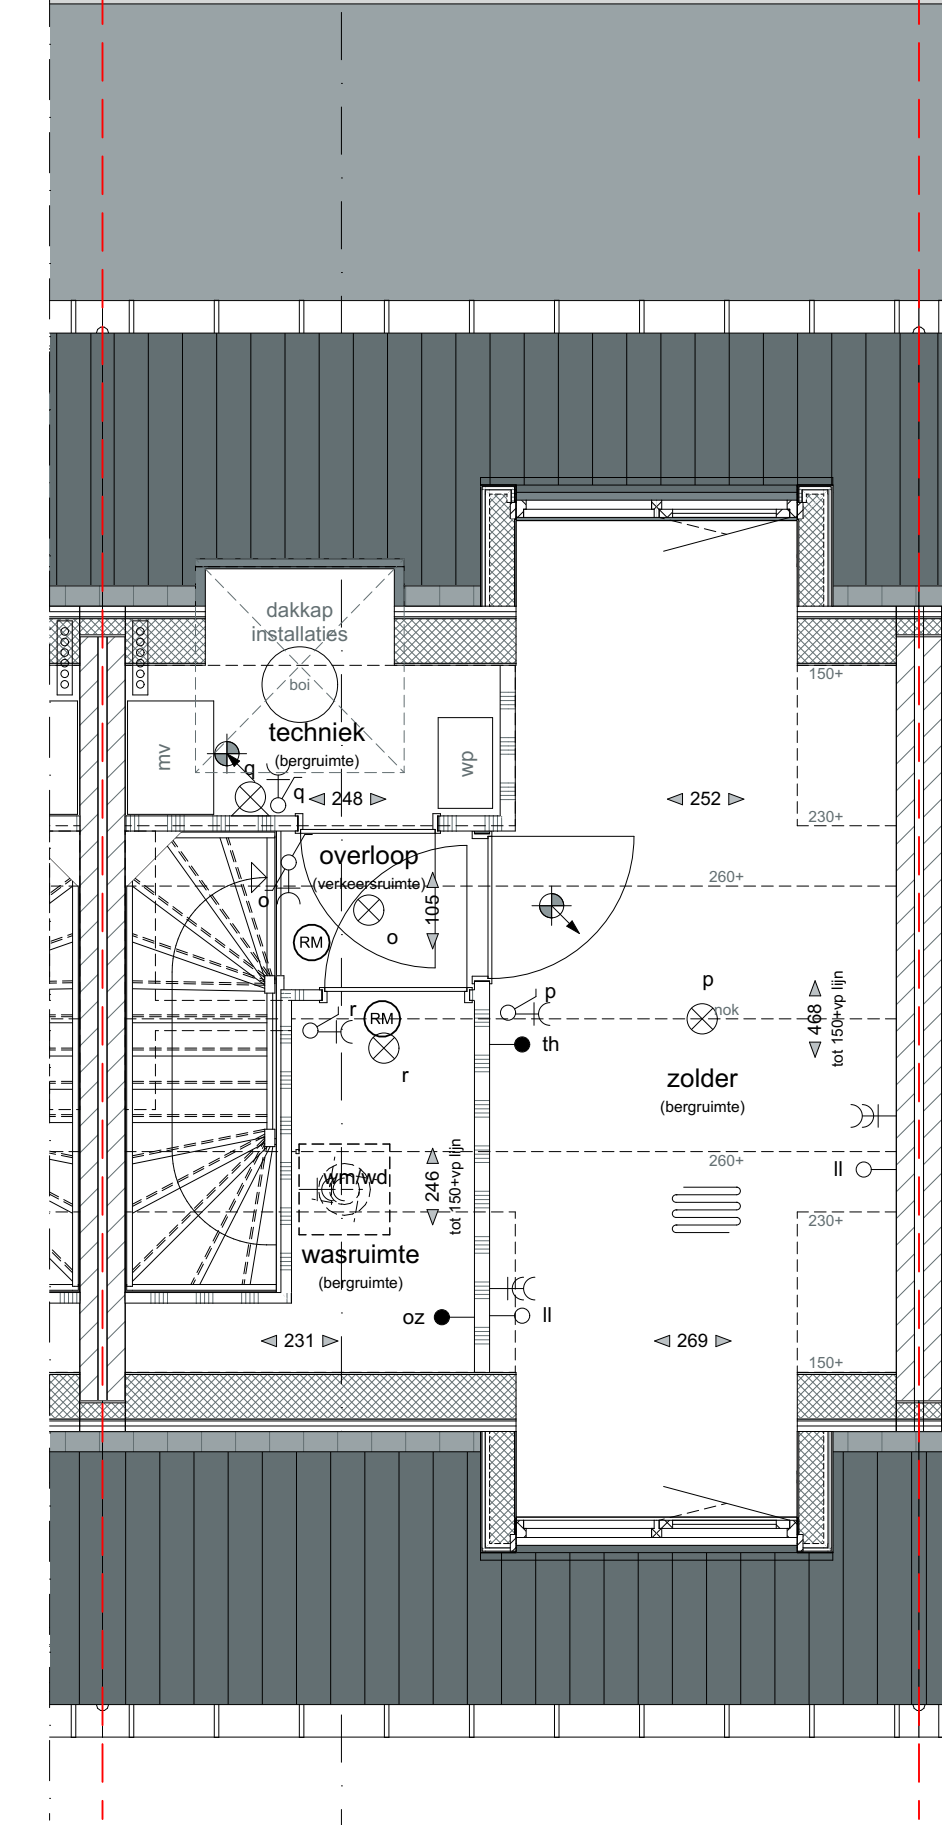 dakkap
installaties
boi
150+
techniek
(bergruimte)
mv
wp
q
q
248
252
230+
overloop
(verkeersruimte)
260+
o
105
o
RM
p
p
r
RM
nok
468
tot 150+vp lijn
th
r
zolder
(bergruimte)
wm/wd
246
tot 150+vp lijn
260+
ll
230+
wasruimte
(bergruimte)
oz
ll
231
269
150+